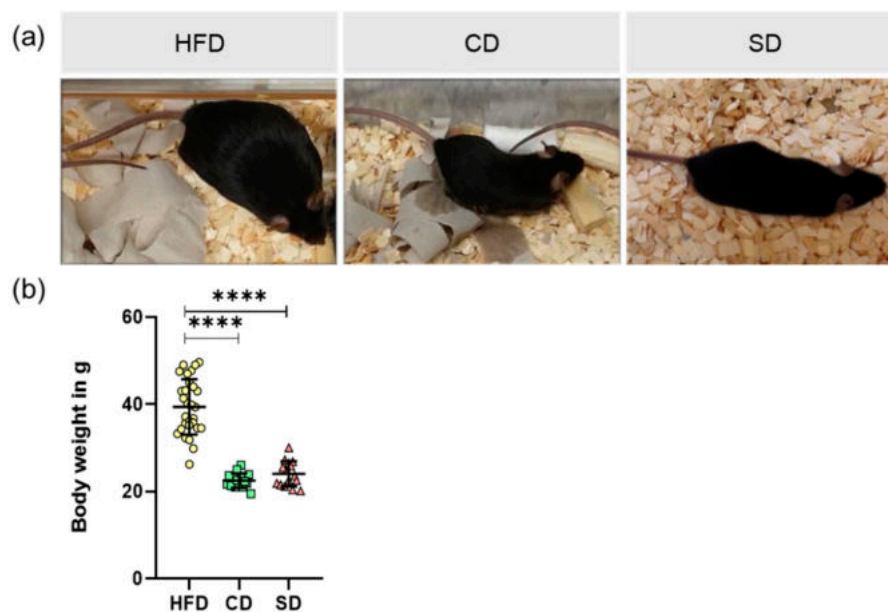 (a)
HFD CD SD
(b)
****
****
60
40
20
0
Body weight in g
HFD CD SD